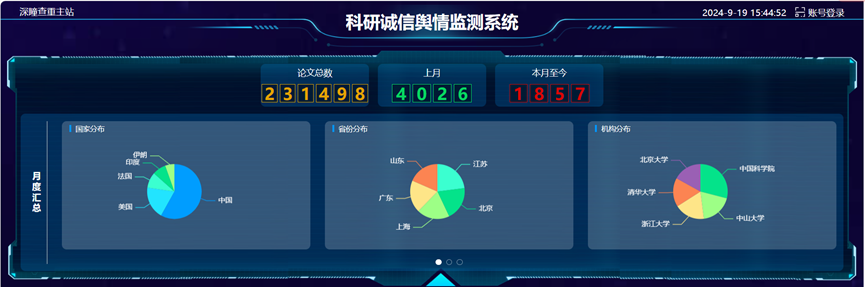 深瞳查重主站
科研诚信舆情监测系统
2024-9-19 15:44:52 账号登录
论文总数
231498
上月
4026
本月至今
1857
月度汇总
国家分布
伊朗
印度
法国
美国
中国
省份分布
山东
江苏
广东
北京
上海
机构分布
北京大学
中国科学院
清华大学
中山大学
浙江大学